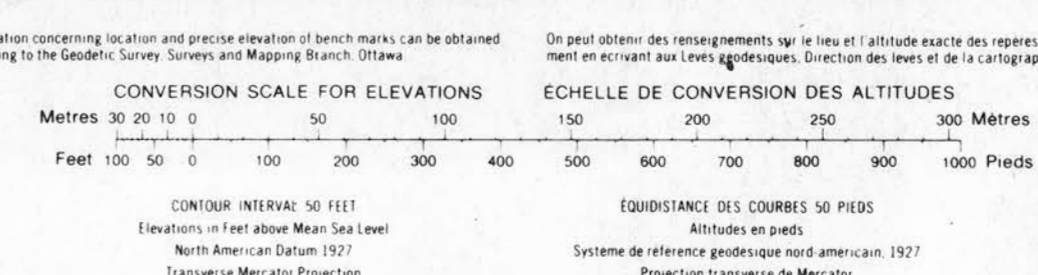 ation concerning location and precise elevation of bench marks can be obtained
ng to the Geodetic Survey, Surveys and Mapping Branch, Ottawa
On peut obtenir des renseignements sur le lieu et l'altitude exacte des repères
ment en écrivant aux Levés géodésiques, Direction des levés et de la cartograp
CONVERSION SCALE FOR ELEVATIONS
ÉCHELLE DE CONVERSION DES ALTITUDES
Metres 30 20 10 0 50 100 150 200 250 300 Mètres
Feet 100 50 0 100 200 300 400 500 600 700 800 900 1000 Pieds
CONTOUR INTERVAL 50 FEET
Elevations in Feet above Mean Sea Level
North American Datum 1927
Transverse Mercator Projection
ÉQUIDISTANCE DES COURBES 50 PIEDS
Altitudes en pieds
Système de référence géodésique nord-américain, 1927
Projection transverse de Mercator